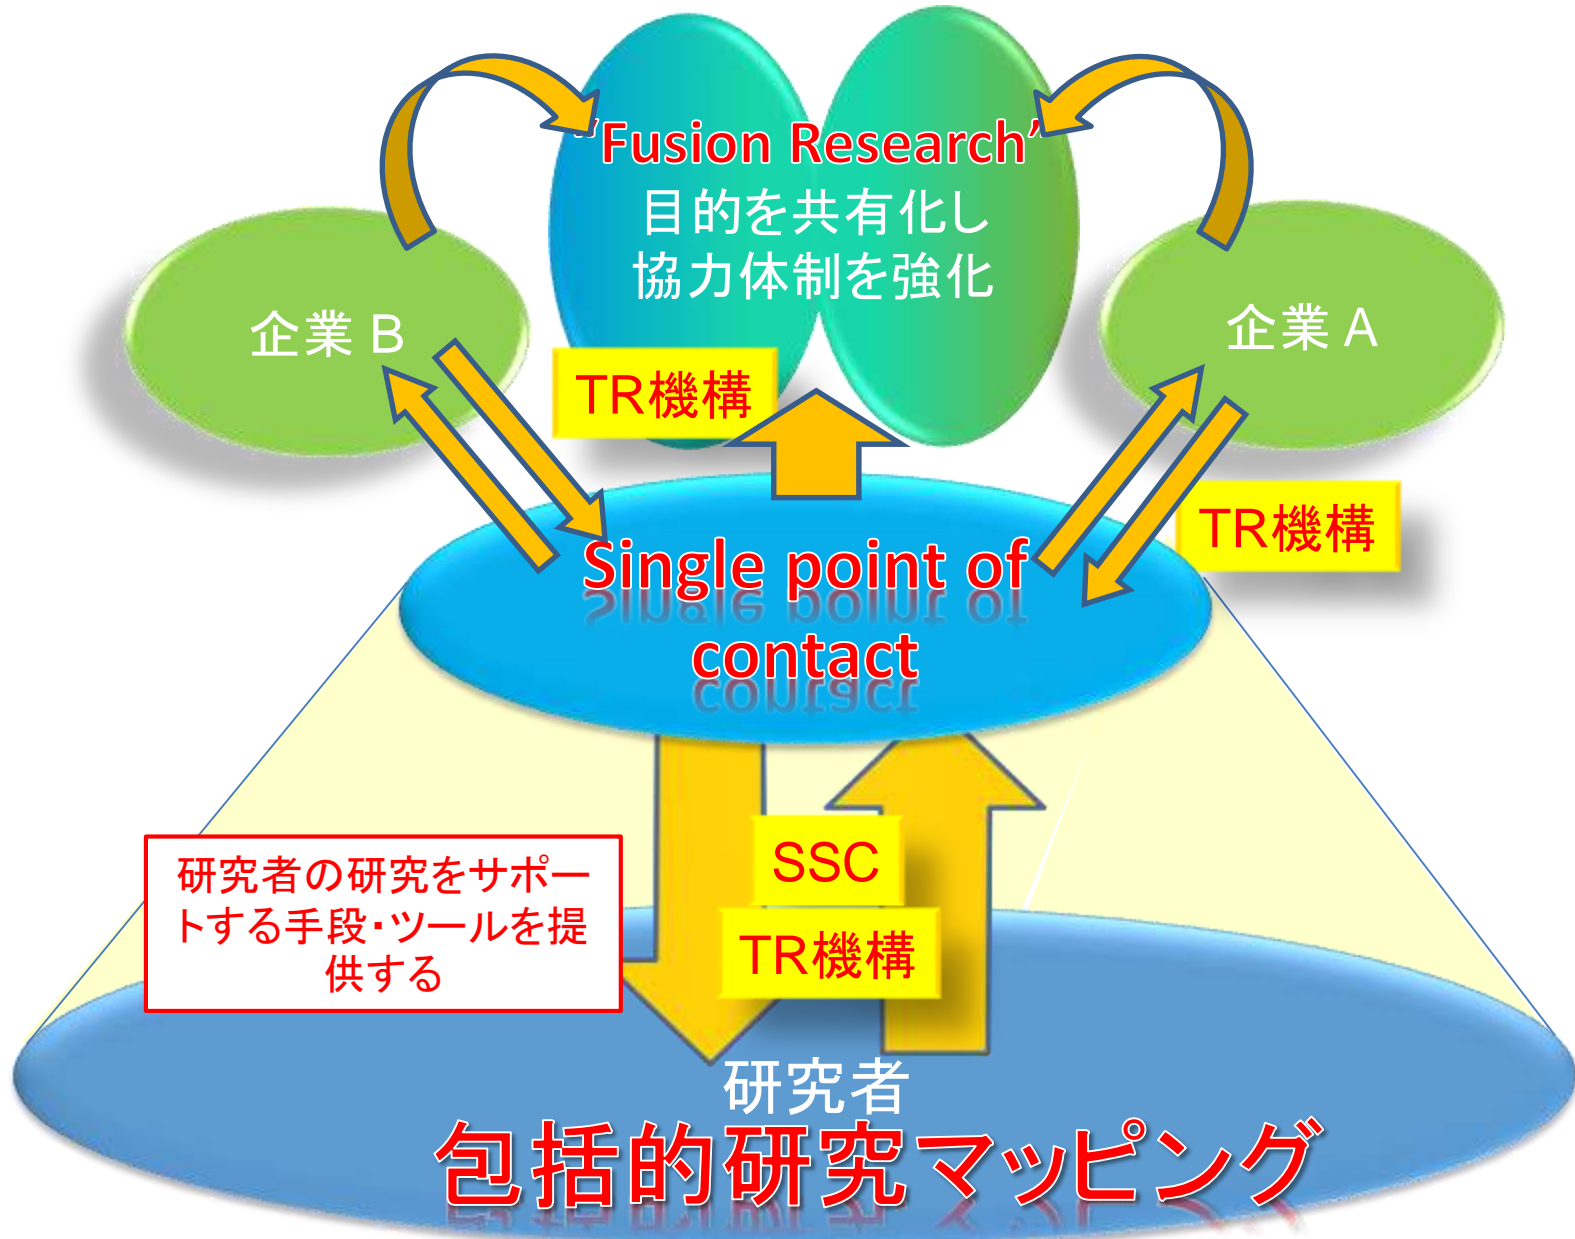 “Fusion Research”
目的を共有化し
協力体制を強化
企業 B
企業 A
TR機構
TR機構
Single point of
contact
SSC
TR機構
研究者の研究をサポー
トする手段・ツールを提
供する
研究者
包括的研究マッピング